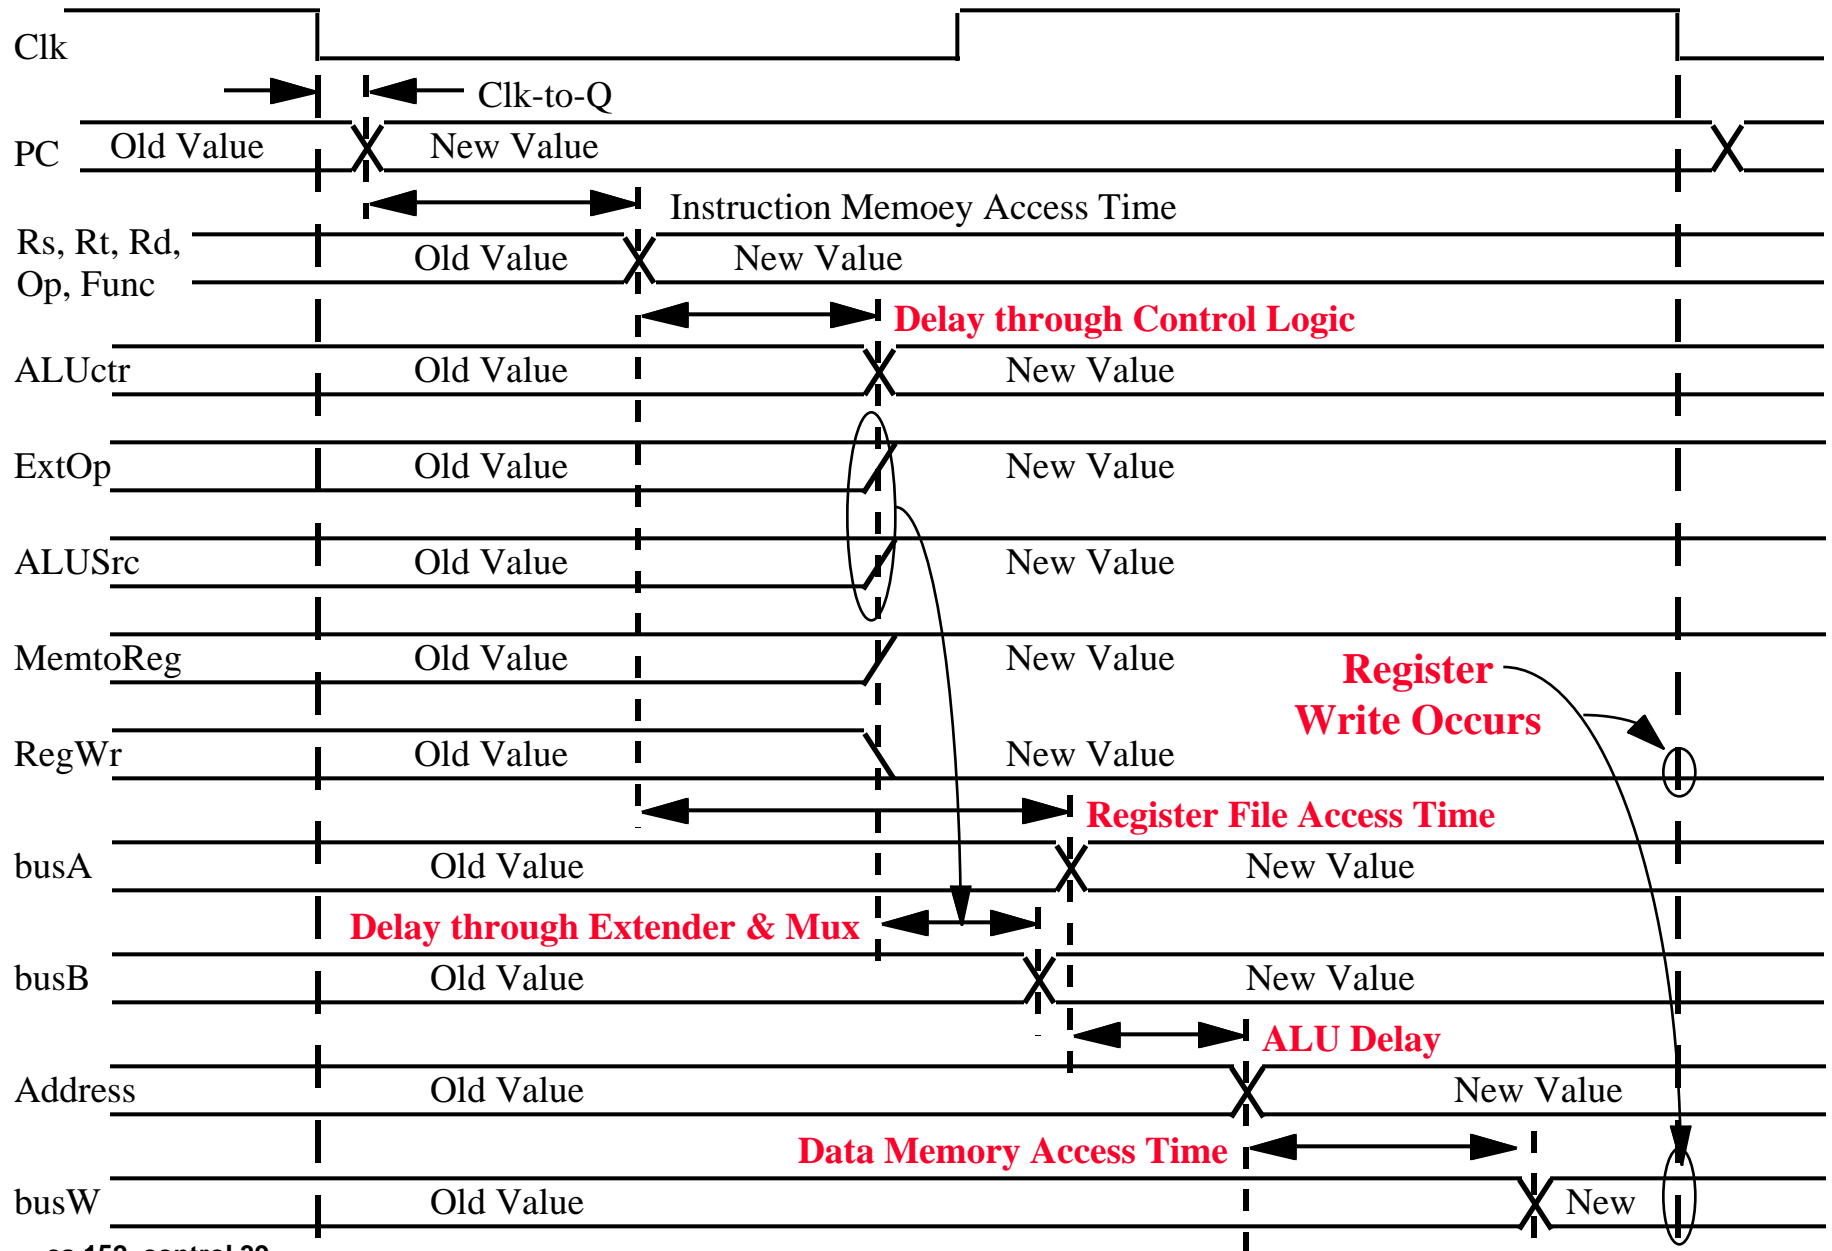 Clk
Clk-to-Q
PC Old Value New Value
Instruction Memoey Access Time
Rs, Rt, Rd,
Op, Func
Old Value New Value
Delay through Control Logic
ALUctr Old Value New Value
ExtOp Old Value New Value
ALUSrc Old Value New Value
MemtoReg Old Value New Value
Register
Write Occurs
RegWr Old Value New Value
Register File Access Time
busA Old Value New Value
Delay through Extender & Mux
busB Old Value New Value
ALU Delay
Address Old Value New Value
Data Memory Access Time
busW Old Value New